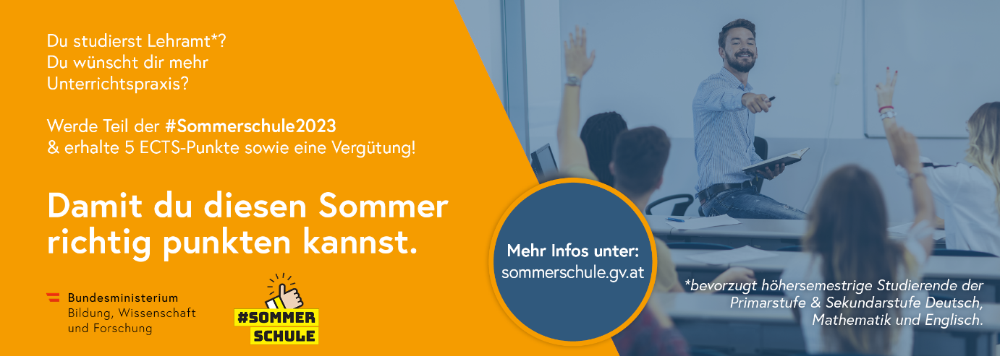 Du studierst Lehramt*?
Du wünscht dir mehr
Unterrichtspraxis?
Werde Teil der #Sommerschule2023
& erhalte 5 ECTS-Punkte sowie eine Vergütung!
Damit du diesen Sommer
richtig punkten kannst.
Bundesministerium
Bildung, Wissenschaft
und Forschung
#SOMMER
SCHULE
Mehr Infos unter:
sommerschule.gv.at
*bevorzugt höhersemestrige Studierende der
Primarstufe & Sekundarstufe Deutsch,
Mathematik und Englisch.